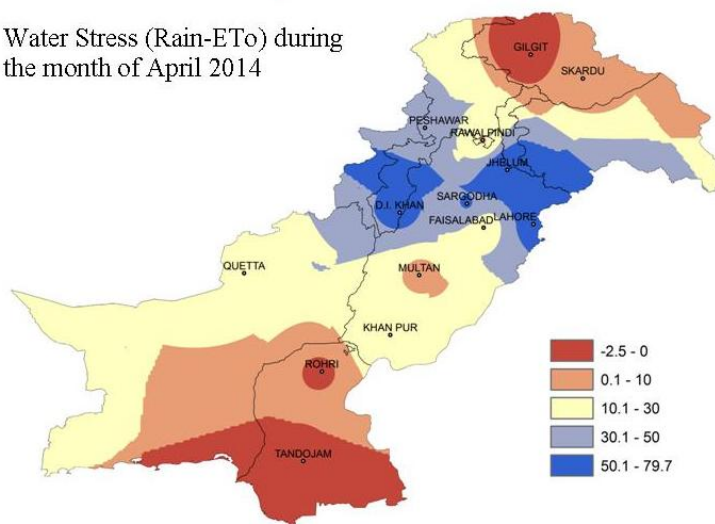 Water Stress (Rain-ETo) during
the month of April 2014
GILGIT
SKARDU
PESHAWAR
RAWALPINDI
JHELUM
SARGODHA
D.I. KHAN
FAISALABAD
LAHORE
QUETTA
MULTAN
KHAN PUR
ROHRI
TANDOJAM
-2.5 - 0
0.1 - 10
10.1 - 30
30.1 - 50
50.1 - 79.7